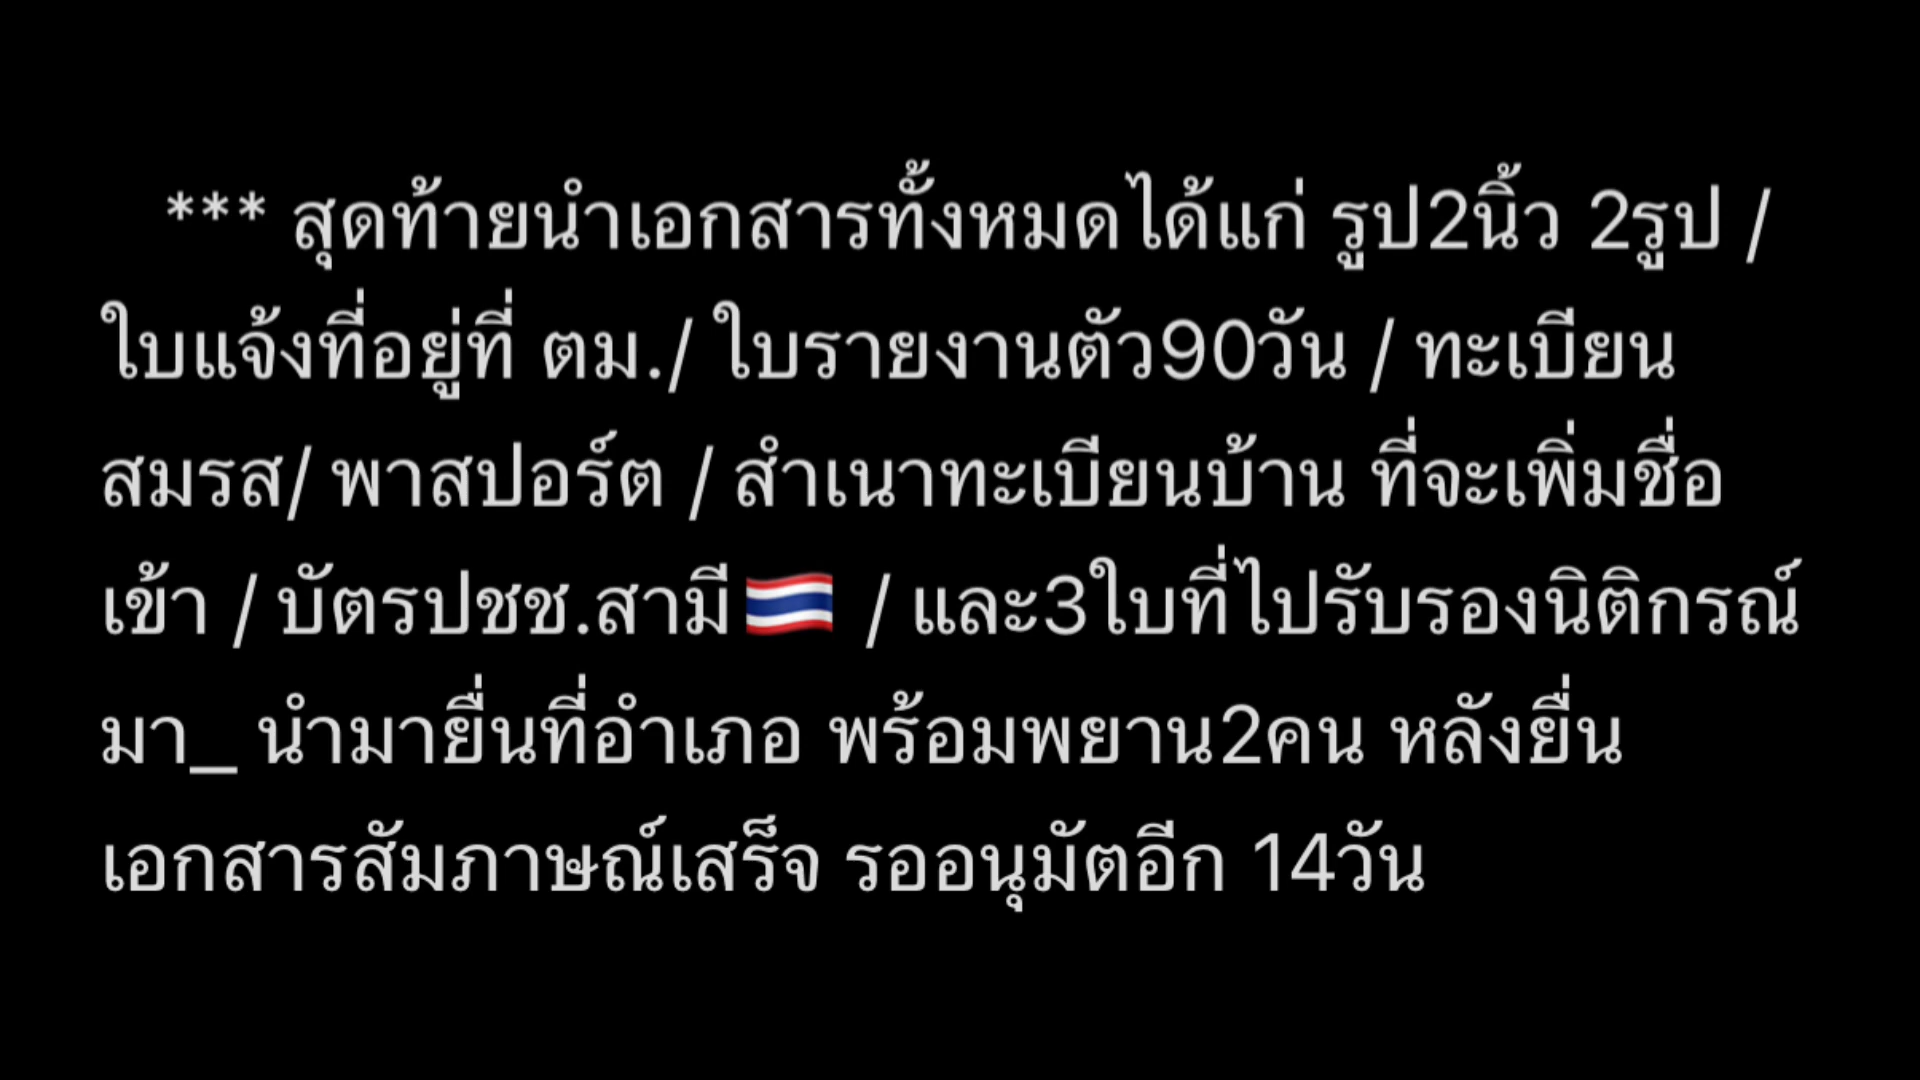 *** สุดท้ายนำเอกสารทั้งหมดได้แก่ รูป2นิ้ว 2รูป /
ใบแจ้งที่อยู่ที่ ตม./ ใบรายงานตัว90วัน / ทะเบียน
สมรส/ พาสปอร์ต / สำเนาทะเบียนบ้าน ที่จะเพิ่มชื่อ
เข้า / บัตรปชช.สามี🇹🇭 / และ3ใบที่ไปรับรองนิติกรณ์
มา_ นำมายื่นที่อำเภอ พร้อมพยาน2คน หลังยื่น
เอกสารสัมภาษณ์เสร็จ รออนุมัตอีก 14วัน